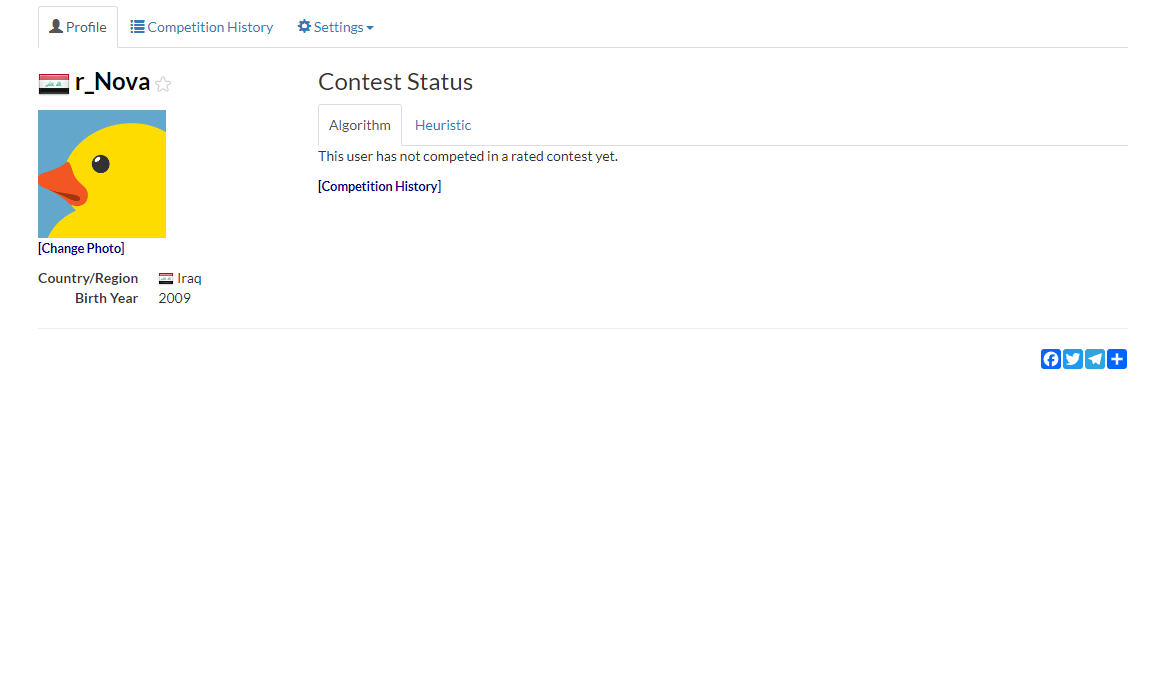 Profile
Competition History
Settings
r_Nova
[Change Photo]
Country/Region Iraq
Birth Year 2009
Contest Status
Algorithm
Heuristic
This user has not competed in a rated contest yet.
[Competition History]